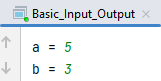 Basic_Input_Output
a = 5
b = 3